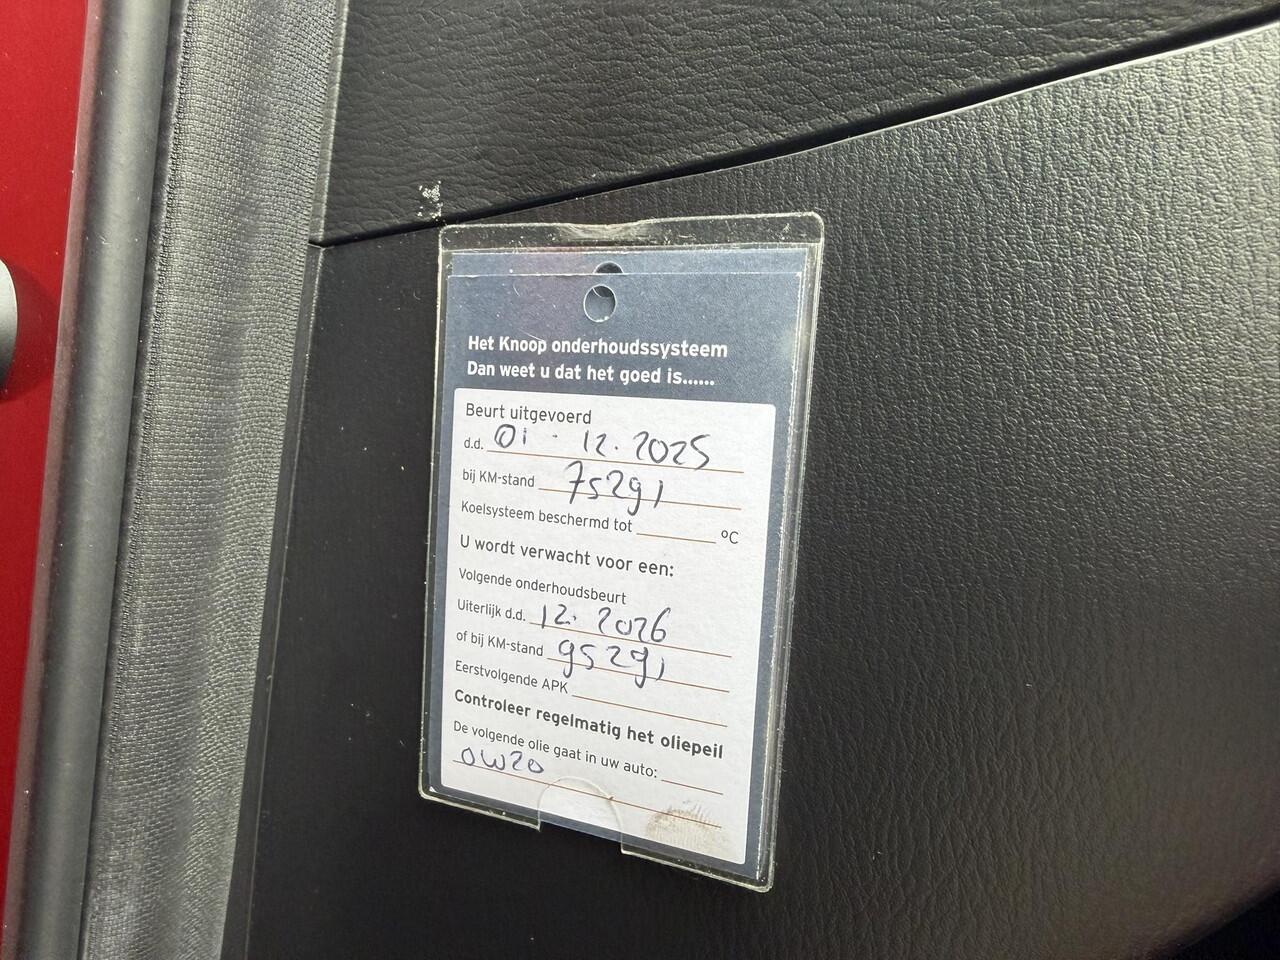 Het Knoop onderhoudssysteem
Dan weet u dat het goed is......
Beurt uitgevoerd
d.d. 01 - 12. 2025
bij KM-stand 75291
Koelsysteem beschermd tot ______ °C
U wordt verwacht voor een:
Volgende onderhoudsbeurt
Uiterlijk d.d. 12. 2026
of bij KM-stand 95291
Eerstvolgende APK
Controleer regelmatig het oliepeil
De volgende olie gaat in uw auto:
0W20